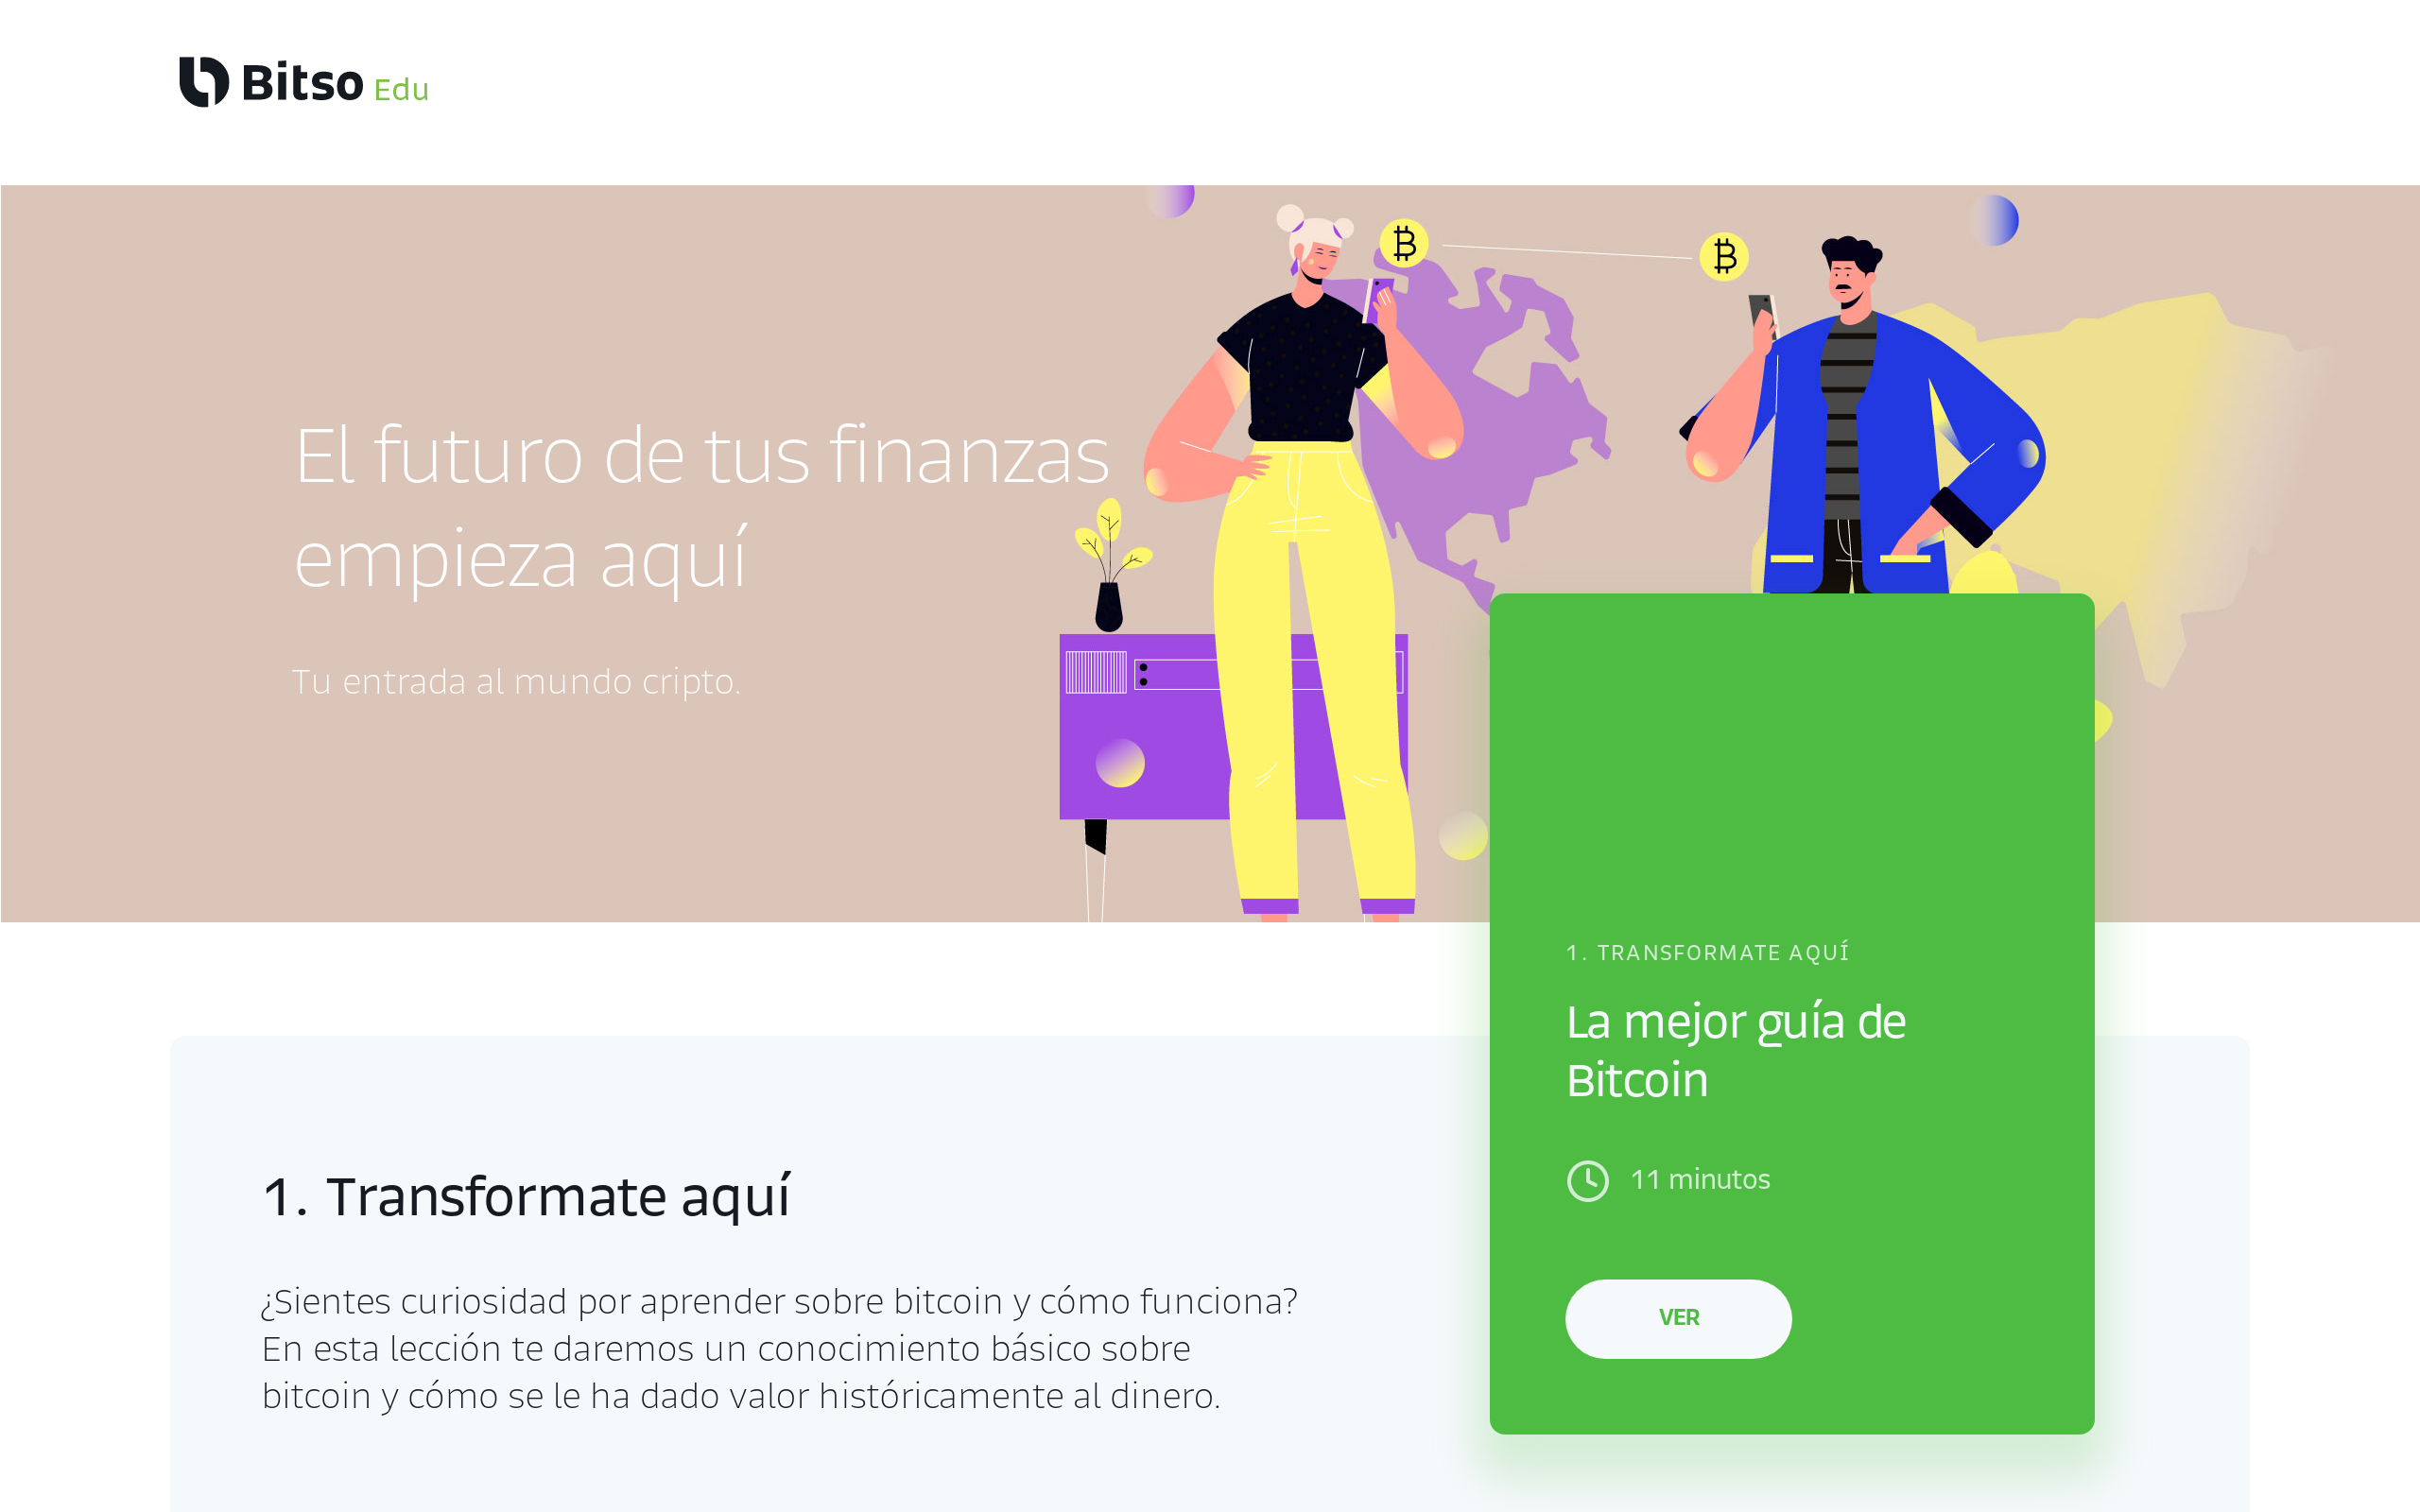 Bitso Edu
El futuro de tus finanzas
empieza aquí
Tu entrada al mundo cripto.
1. TRANSFORMATE AQUÍ
La mejor guía de
Bitcoin
11 minutos
VER
1. Transformate aquí
¿Sientes curiosidad por aprender sobre bitcoin y cómo funciona?
En esta lección te daremos un conocimiento básico sobre
bitcoin y cómo se le ha dado valor históricamente al dinero.